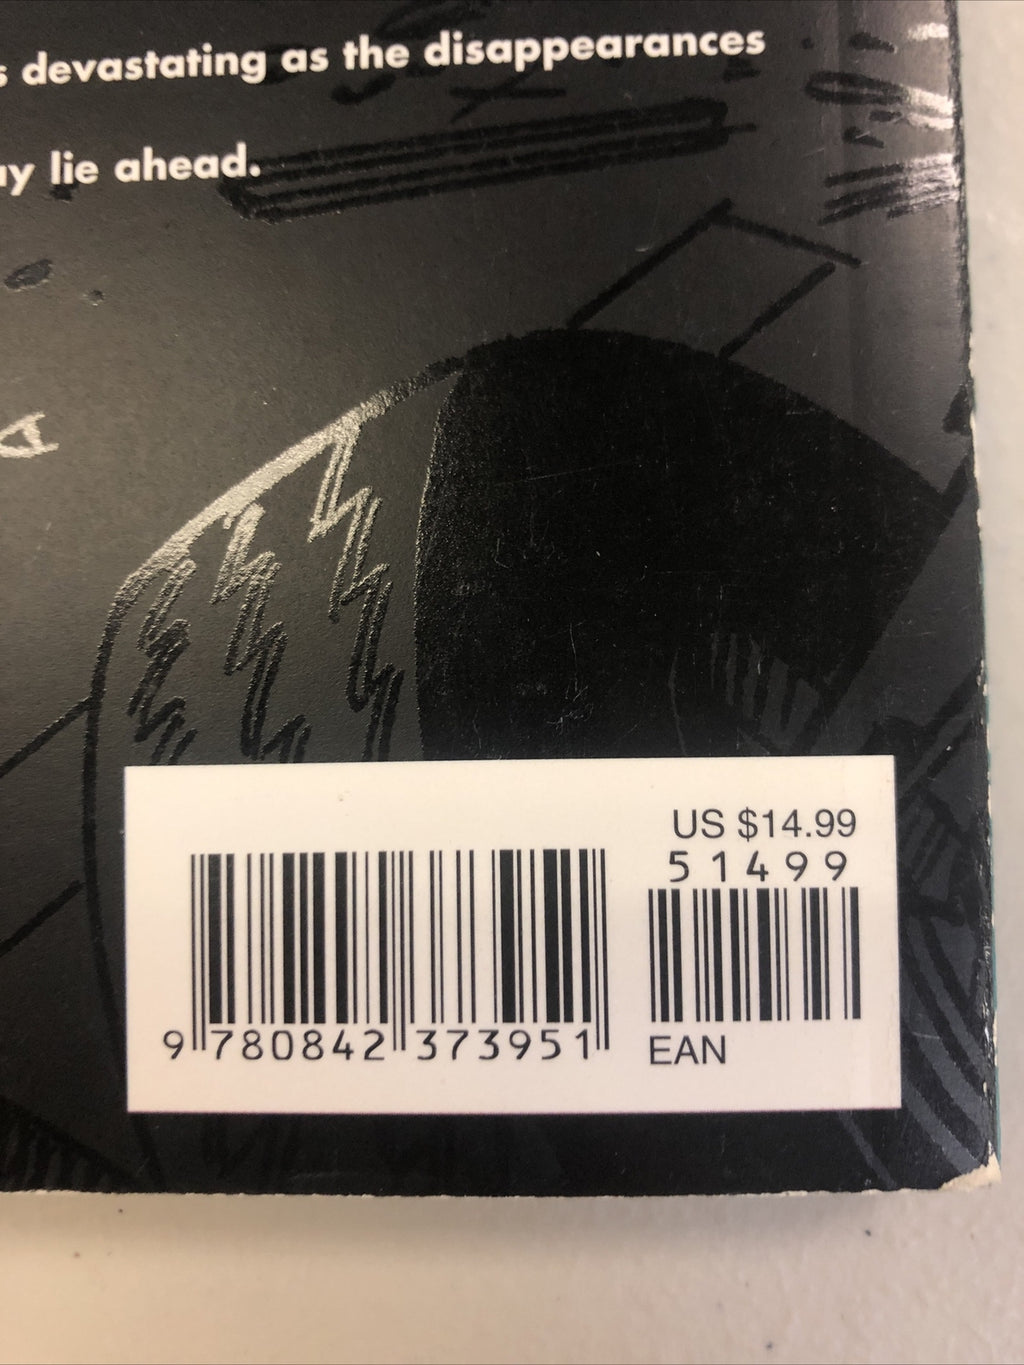 devastating as the disappearances
lie ahead.
US $14.99
51499
9 780842 373951
EAN